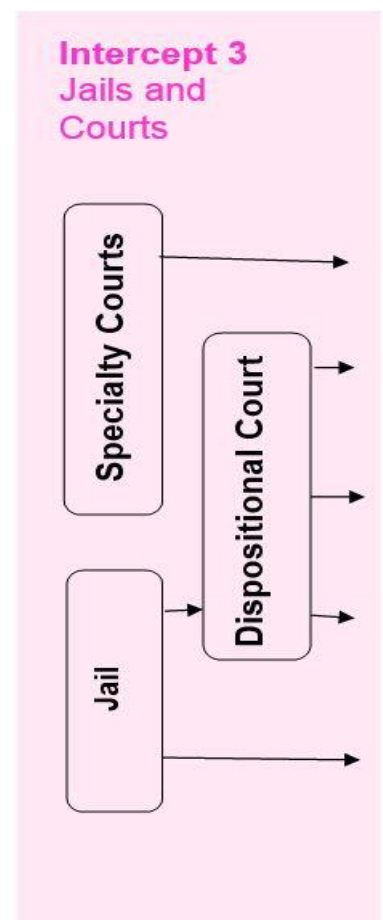 Intercept 3
Jails and
Courts
Specialty Courts
Dispositional Court
Jail